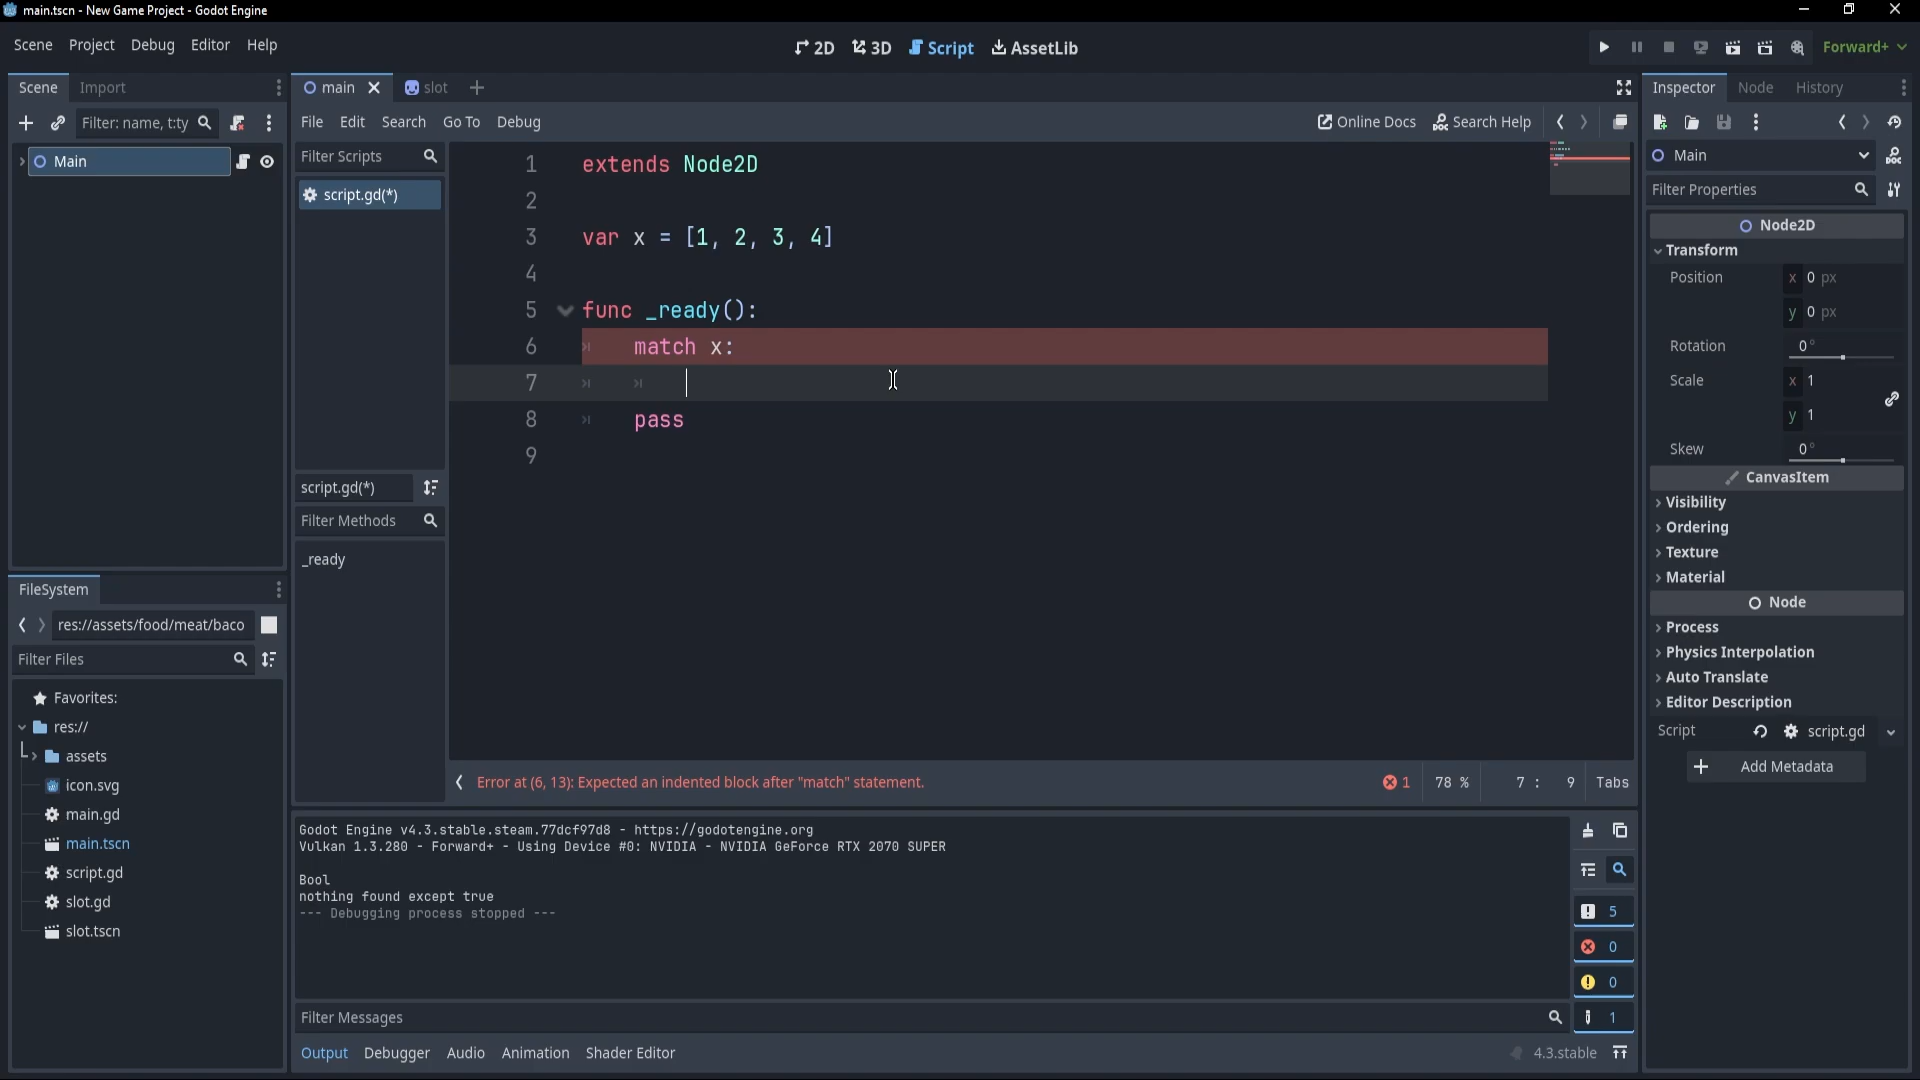 main.tscn - New Game Project - Godot Engine
Scene Project Debug Editor Help
2D 3D Script AssetLib
Forward+
Scene Import
Filter: name, t:ty
Main
main slot
File Edit Search Go To Debug
Online Docs Search Help
Filter Scripts
script.gd(*)
script.gd(*)
Filter Methods
_ready
1 extends Node2D
2
3 var x = [1, 2, 3, 4]
4
5 func _ready():
6 match x:
7
8 pass
9
Error at (6, 13): Expected an indented block after "match" statement.
1 78 % 7 : 9 Tabs
FileSystem
res://assets/food/meat/baco
Filter Files
Favorites:
res://
assets
icon.svg
main.gd
main.tscn
script.gd
slot.gd
slot.tscn
Godot Engine v4.3.stable.steam.77dcf97d8 - https://godotengine.org
Vulkan 1.3.280 - Forward+ - Using Device #0: NVIDIA - NVIDIA GeForce RTX 2070 SUPER
Bool
nothing found except true
--- Debugging process stopped ---
5
0
0
1
Filter Messages
Output Debugger Audio Animation Shader Editor
4.3.stable
Inspector Node History
Main
Filter Properties
Node2D
Transform
Position x 0 px
y 0 px
Rotation 0 °
Scale x 1
y 1
Skew 0 °
CanvasItem
Visibility
Ordering
Texture
Material
Node
Process
Physics Interpolation
Auto Translate
Editor Description
Script script.gd
Add Metadata